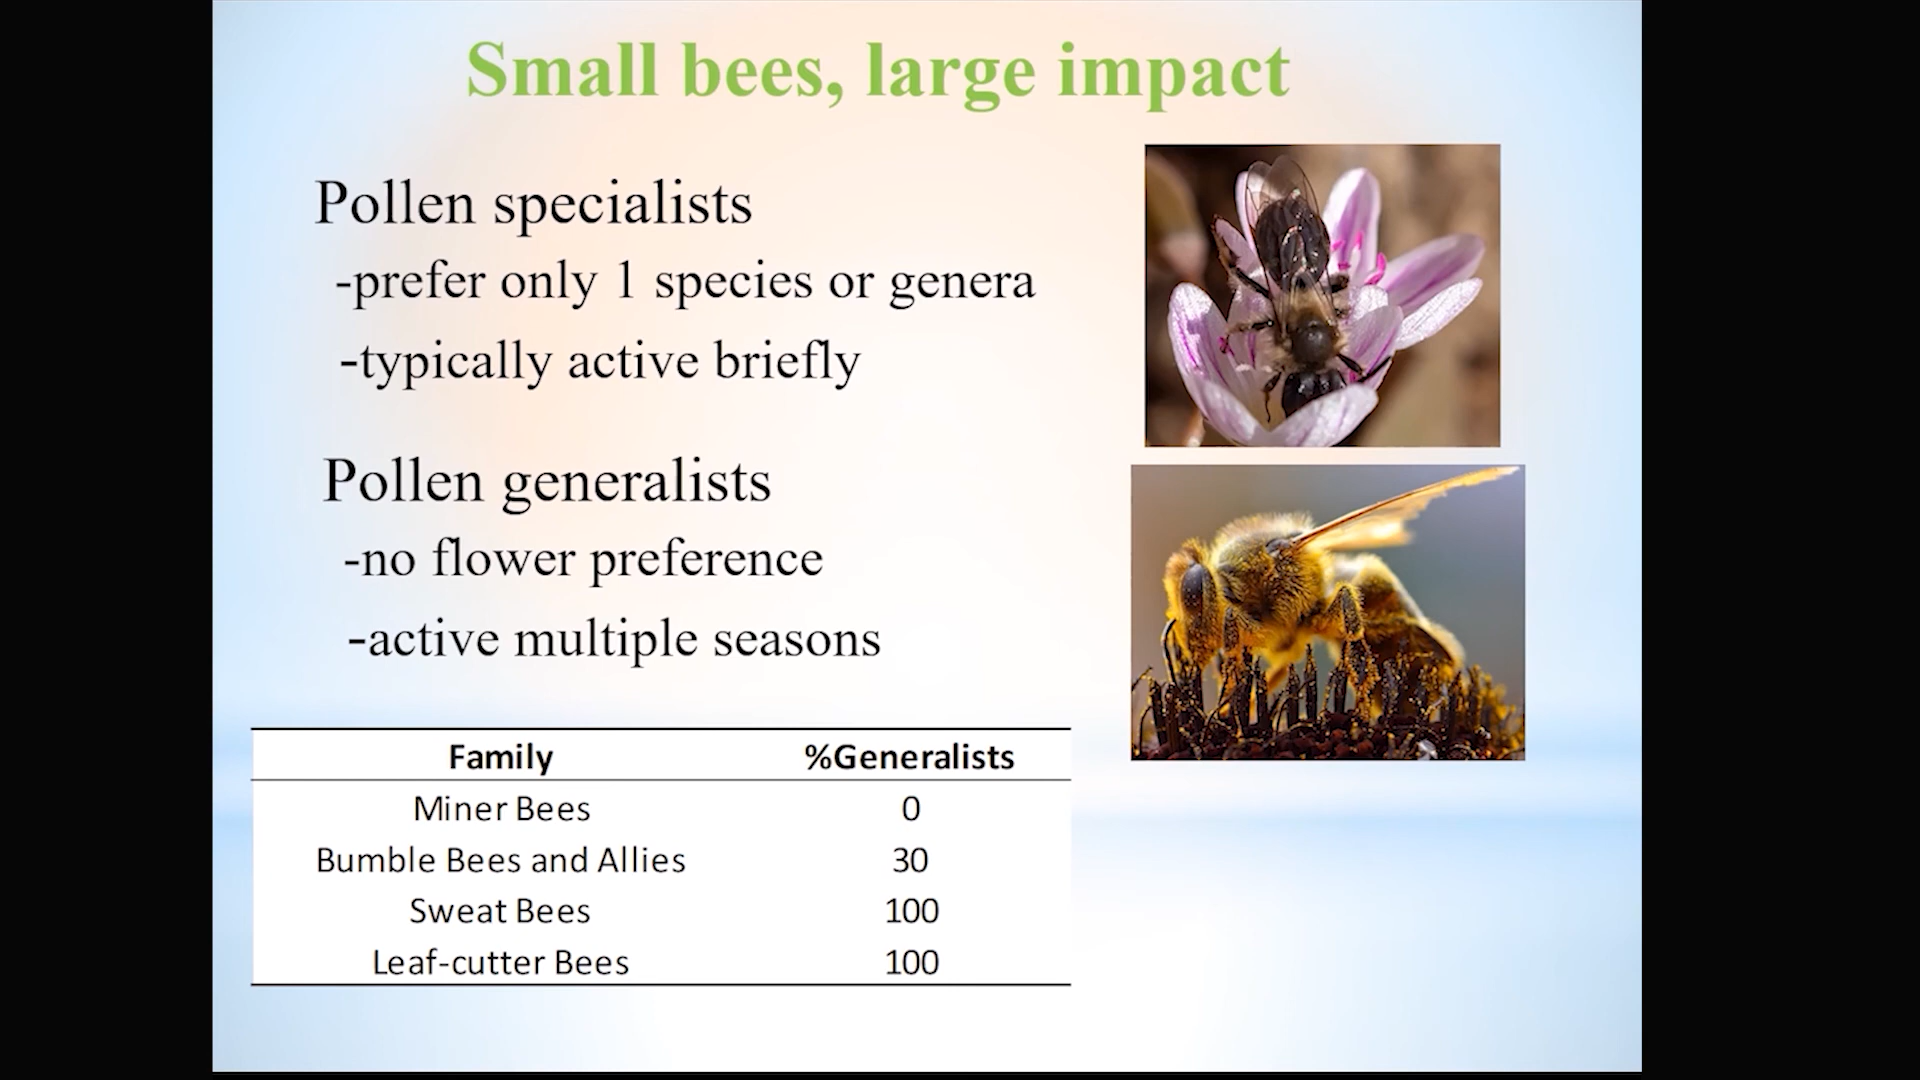 Small bees, large impact
Pollen specialists
-prefer only 1 species or genera
-typically active briefly
Pollen generalists
-no flower preference
-active multiple seasons
Family %Generalists
Miner Bees 0
Bumble Bees and Allies 30
Sweat Bees 100
Leaf-cutter Bees 100